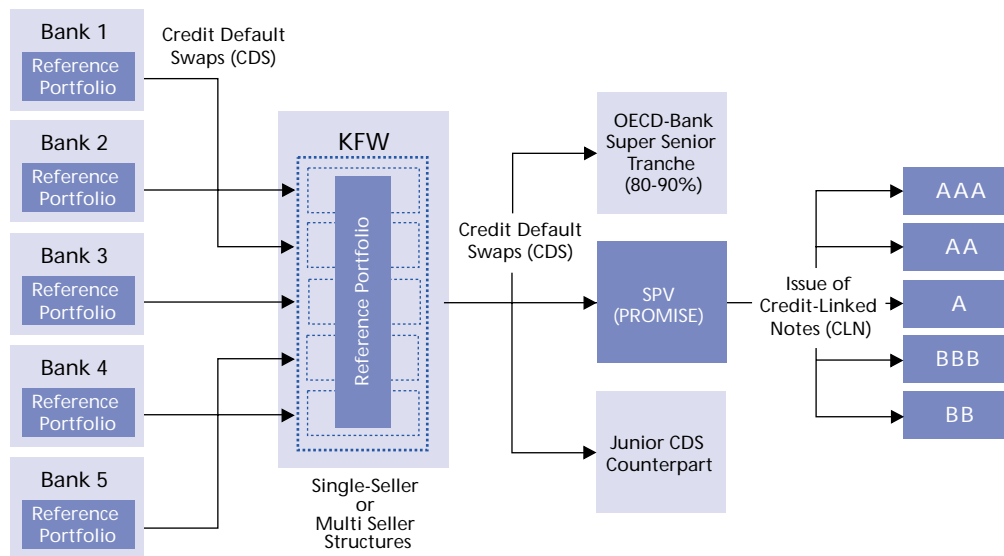 Bank 1
Reference
Portfolio
Bank 2
Reference
Portfolio
Bank 3
Reference
Portfolio
Bank 4
Reference
Portfolio
Bank 5
Reference
Portfolio
Credit Default
Swaps (CDS)
KFW
Reference Portfolio
Single-Seller
or
Multi Seller
Structures
Credit Default
Swaps (CDS)
OECD-Bank
Super Senior
Tranche
(80-90%)
SPV
(PROMISE)
Junior CDS
Counterpart
Issue of
Credit-Linked
Notes (CLN)
AAA
AA
A
BBB
BB